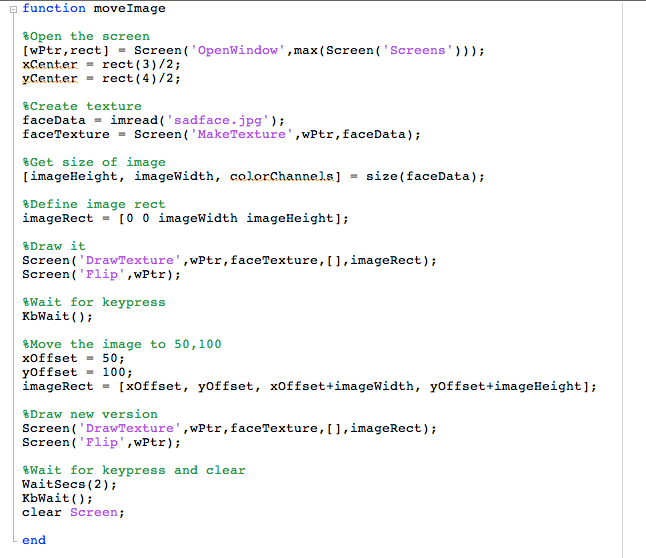 function moveImage
%Open the screen
[wPtr,rect] = Screen('OpenWindow',max(Screen('Screens')));
xCenter = rect(3)/2;
yCenter = rect(4)/2;
%Create texture
faceData = imread('sadface.jpg');
faceTexture = Screen('MakeTexture',wPtr,faceData);
%Get size of image
[imageHeight, imageWidth, colorChannels] = size(faceData);
%Define image rect
imageRect = [0 0 imageWidth imageHeight];
%Draw it
Screen('DrawTexture',wPtr,faceTexture,[],imageRect);
Screen('Flip',wPtr);
%Wait for keypress
KbWait();
%Move the image to 50,100
xOffset = 50;
yOffset = 100;
imageRect = [xOffset, yOffset, xOffset+imageWidth, yOffset+imageHeight];
%Draw new version
Screen('DrawTexture',wPtr,faceTexture,[],imageRect);
Screen('Flip',wPtr);
%Wait for keypress and clear
WaitSecs(2);
KbWait();
clear Screen;
end